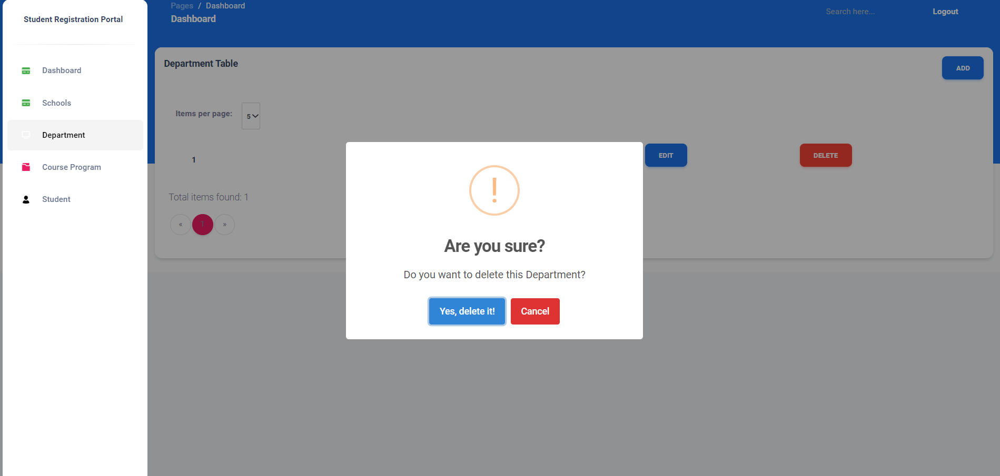 Student Registration Portal
Dashboard
Schools
Department
Course Program
Student
Pages / Dashboard
Dashboard
Search here...
Logout
Department Table
ADD
Items per page: 5
1
EDIT
DELETE
Total items found: 1
« 1 »
!
Are you sure?
Do you want to delete this Department?
Yes, delete it!
Cancel